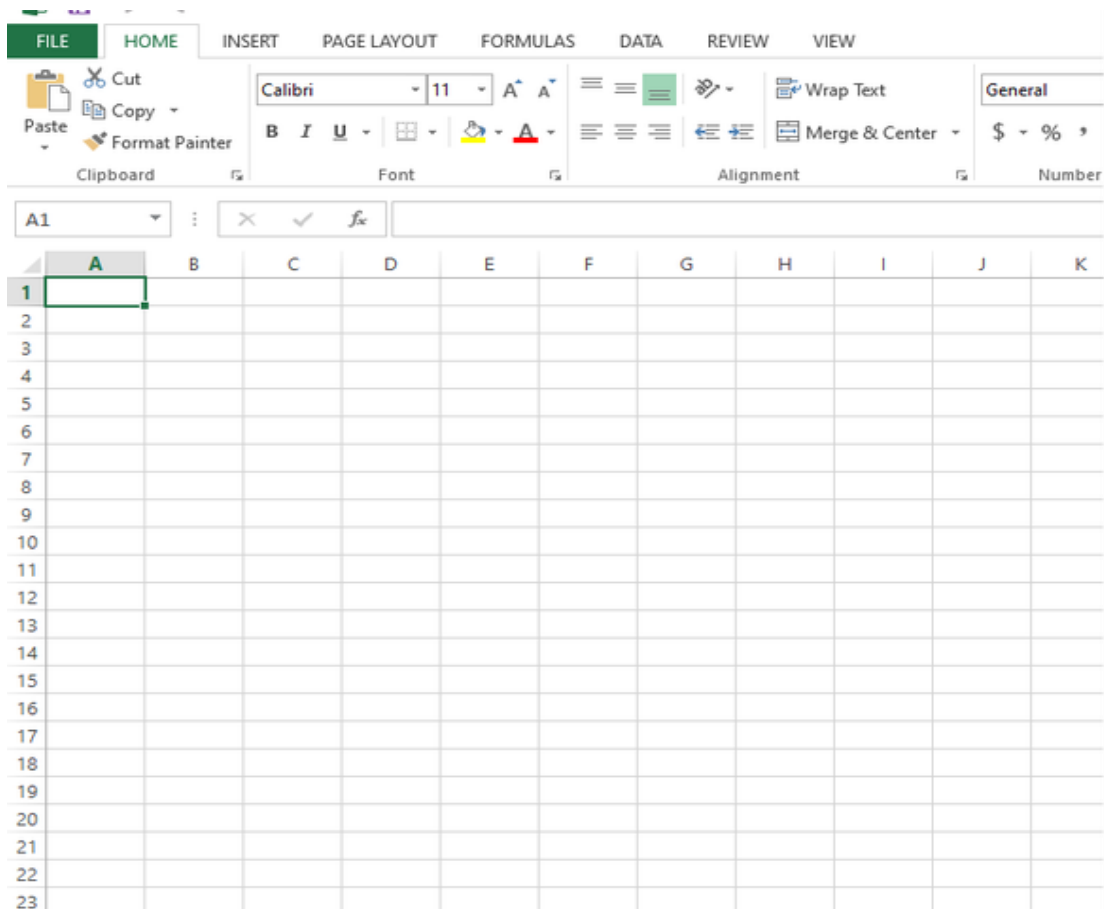 FILE HOME INSERT PAGE LAYOUT FORMULAS DATA REVIEW VIEW
Cut
Calibri 11 A A Wrap Text General
Copy
Paste
B I U A Merge & Center $ % ,
Format Painter
Clipboard Font Alignment Number
A1 fx
A B C D E F G H I J K
1
2
3
4
5
6
7
8
9
10
11
12
13
14
15
16
17
18
19
20
21
22
23